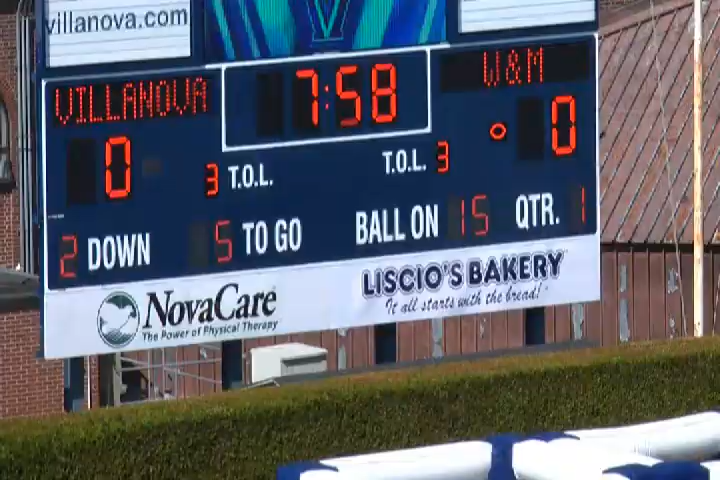 villanova.com
VILLANOVA 7:58 W&M
0 3 T.O.L. T.O.L. 3 0
2 DOWN 5 TO GO BALL ON 15 QTR. 1
NovaCare LISCIO'S BAKERY
The Power of Physical Therapy It all starts with the bread!